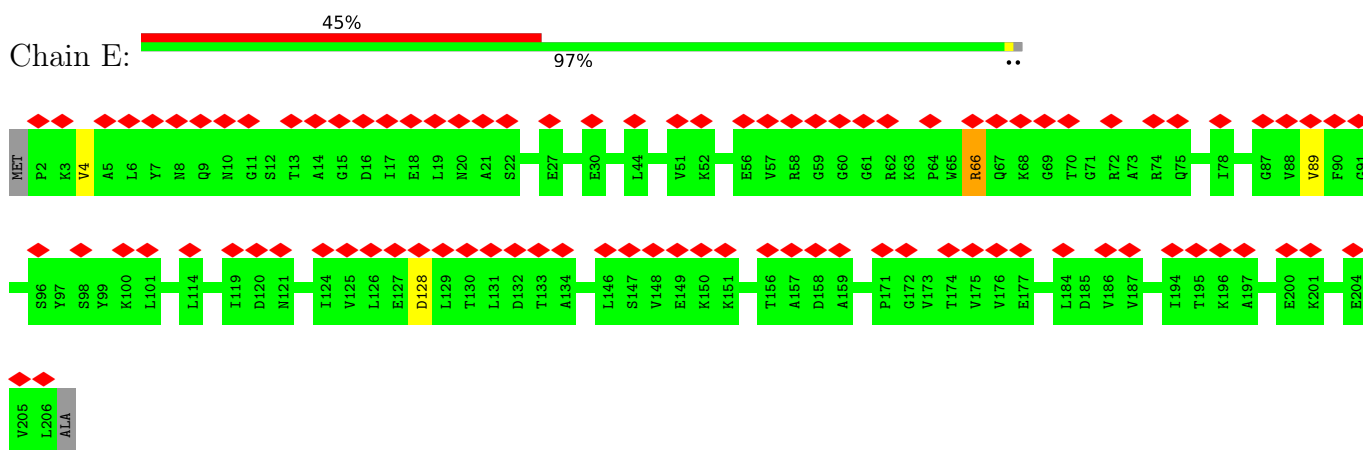 45%
Chain E:
97%
..
MET P2 K3 V4 A5 L6 Y7 N8 Q9 N10 G11 S12 T13 A14 G15 D16 I17 E18 L19 N20 A21 S22 E27 E30 L44 V51 K52 E56 V57 R58 G59 G60 G61 R62 K63 P64 W65 R66 Q67 K68 G69 T70 G71 R72 A73 R74 Q75 I78 G87 V88 V89 F90 G91
S96 Y97 S98 Y99 K100 L101 L114 I119 D120 N121 I124 V125 L126 E127 D128 L129 T130 L131 D132 T133 A134 L146 S147 V148 E149 K150 K151 T156 A157 D158 A159 P171 G172 V173 T174 V175 V176 E177 L184 D185 V186 V187 I194 T195 K196 A197 E200 K201 E204
V205 L206 ALA